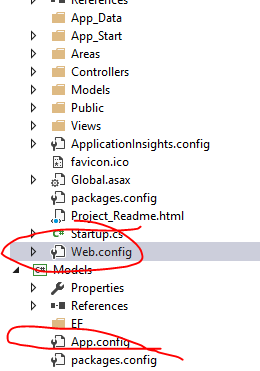 References
App_Data
App_Start
Areas
Controllers
Models
Public
Views
ApplicationInsights.config
favicon.ico
Global.asax
packages.config
Project_Readme.html
C# Startup.cs
Web.config
C# Models
Properties
References
EF
App.config
packages.config